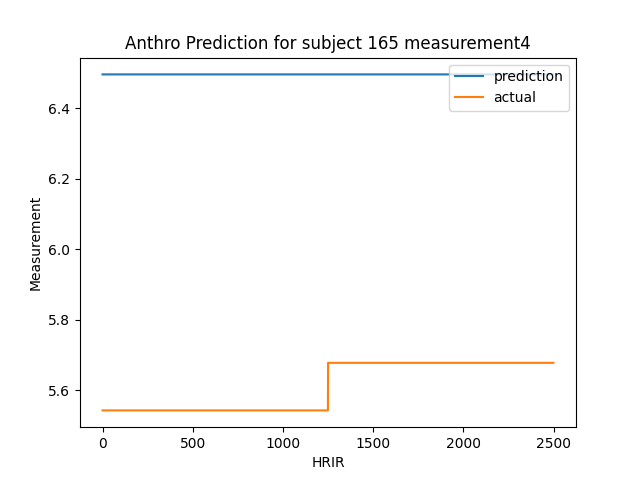 Anthro Prediction for subject 165 measurement4
prediction
actual
6.4
6.2
6.0
5.8
5.6
Measurement
0 500 1000 1500 2000 2500
HRIR